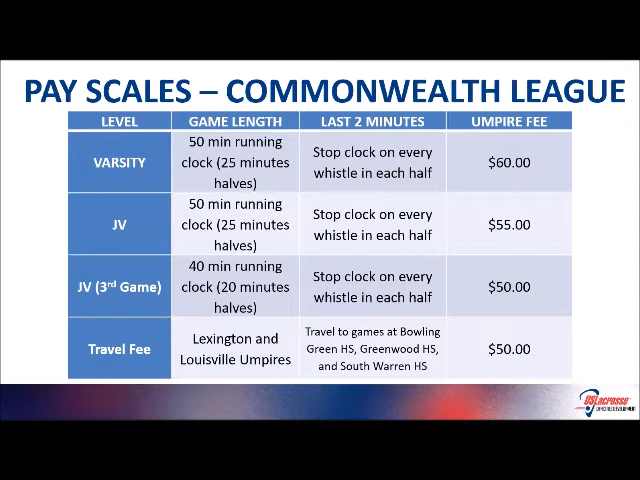 PAY SCALES – COMMONWEALTH LEAGUE
LEVEL GAME LENGTH LAST 2 MINUTES UMPIRE FEE
VARSITY
50 min running
clock (25 minutes
halves)
Stop clock on every
whistle in each half
$60.00
JV
50 min running
clock (25 minutes
halves)
Stop clock on every
whistle in each half
$55.00
JV (3rd Game)
40 min running
clock (20 minutes
halves)
Stop clock on every
whistle in each half
$50.00
Travel Fee
Lexington and
Louisville Umpires
Travel to games at Bowling
Green HS, Greenwood HS,
and South Warren HS
$50.00
USLacrosse
OFFICIALS DEVELOPMENT